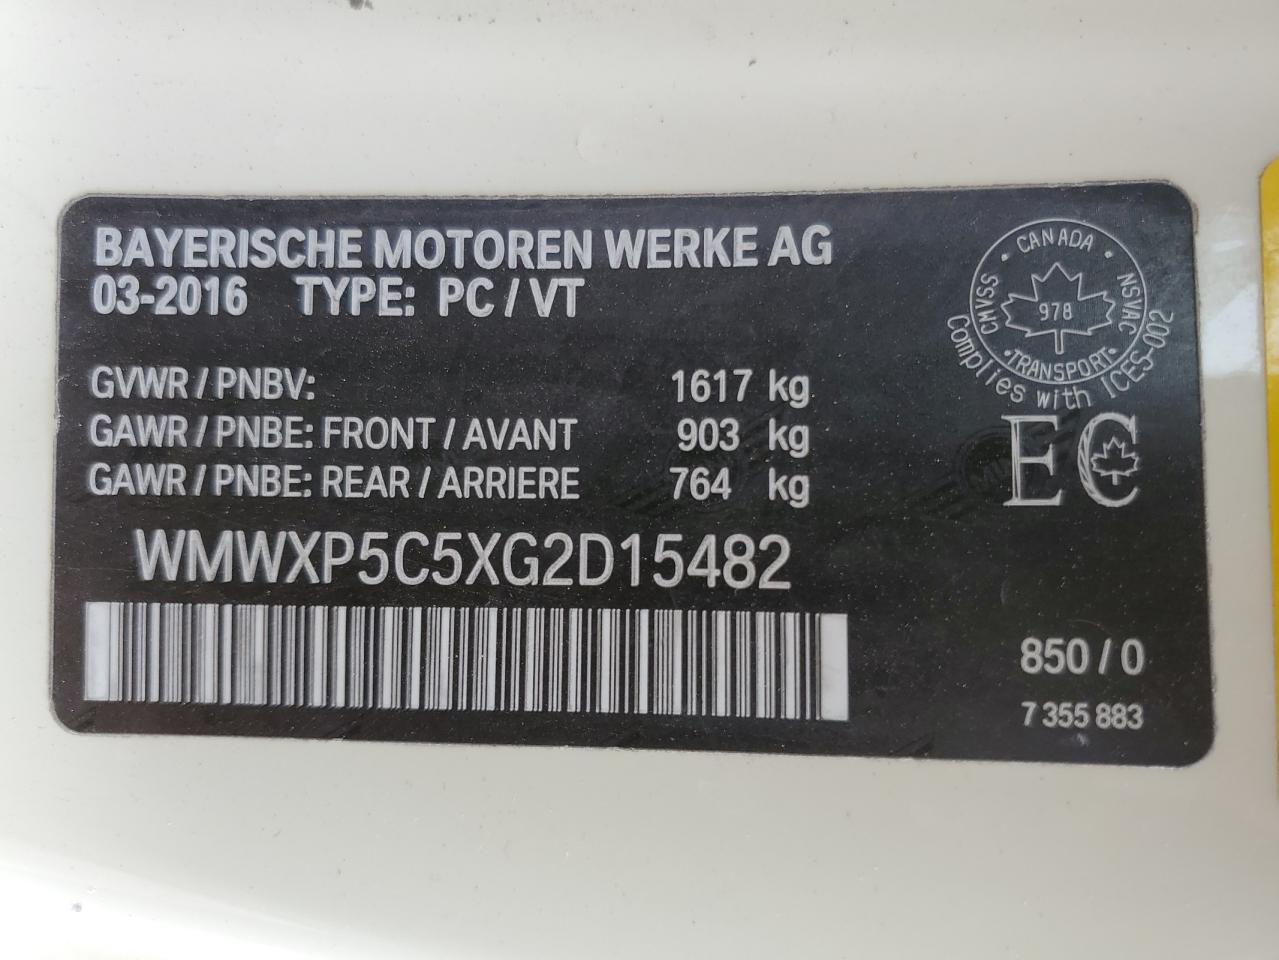 BAYERISCHE MOTOREN WERKE AG
03-2016 TYPE: PC / VT
GVWR / PNBV: 1617 kg
GAWR / PNBE: FRONT / AVANT 903 kg
GAWR / PNBE: REAR / ARRIERE 764 kg
WMWXP5C5XG2D15482
CANADA
CMVSS
NSVAC
978
TRANSPORT
Complies with ICES-002
EC
850 / 0
7 355 883